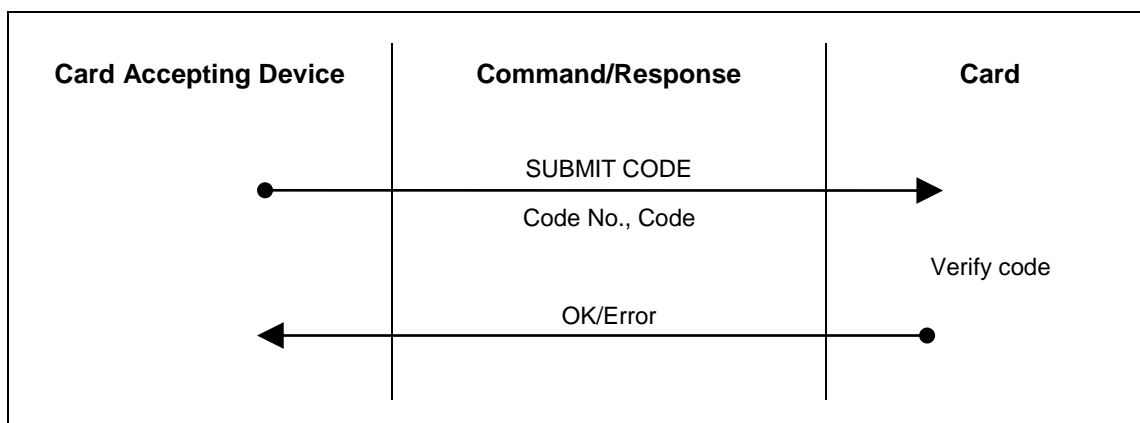 Card Accepting Device
Command/Response
Card
SUBMIT CODE
Code No., Code
Verify code
OK/Error